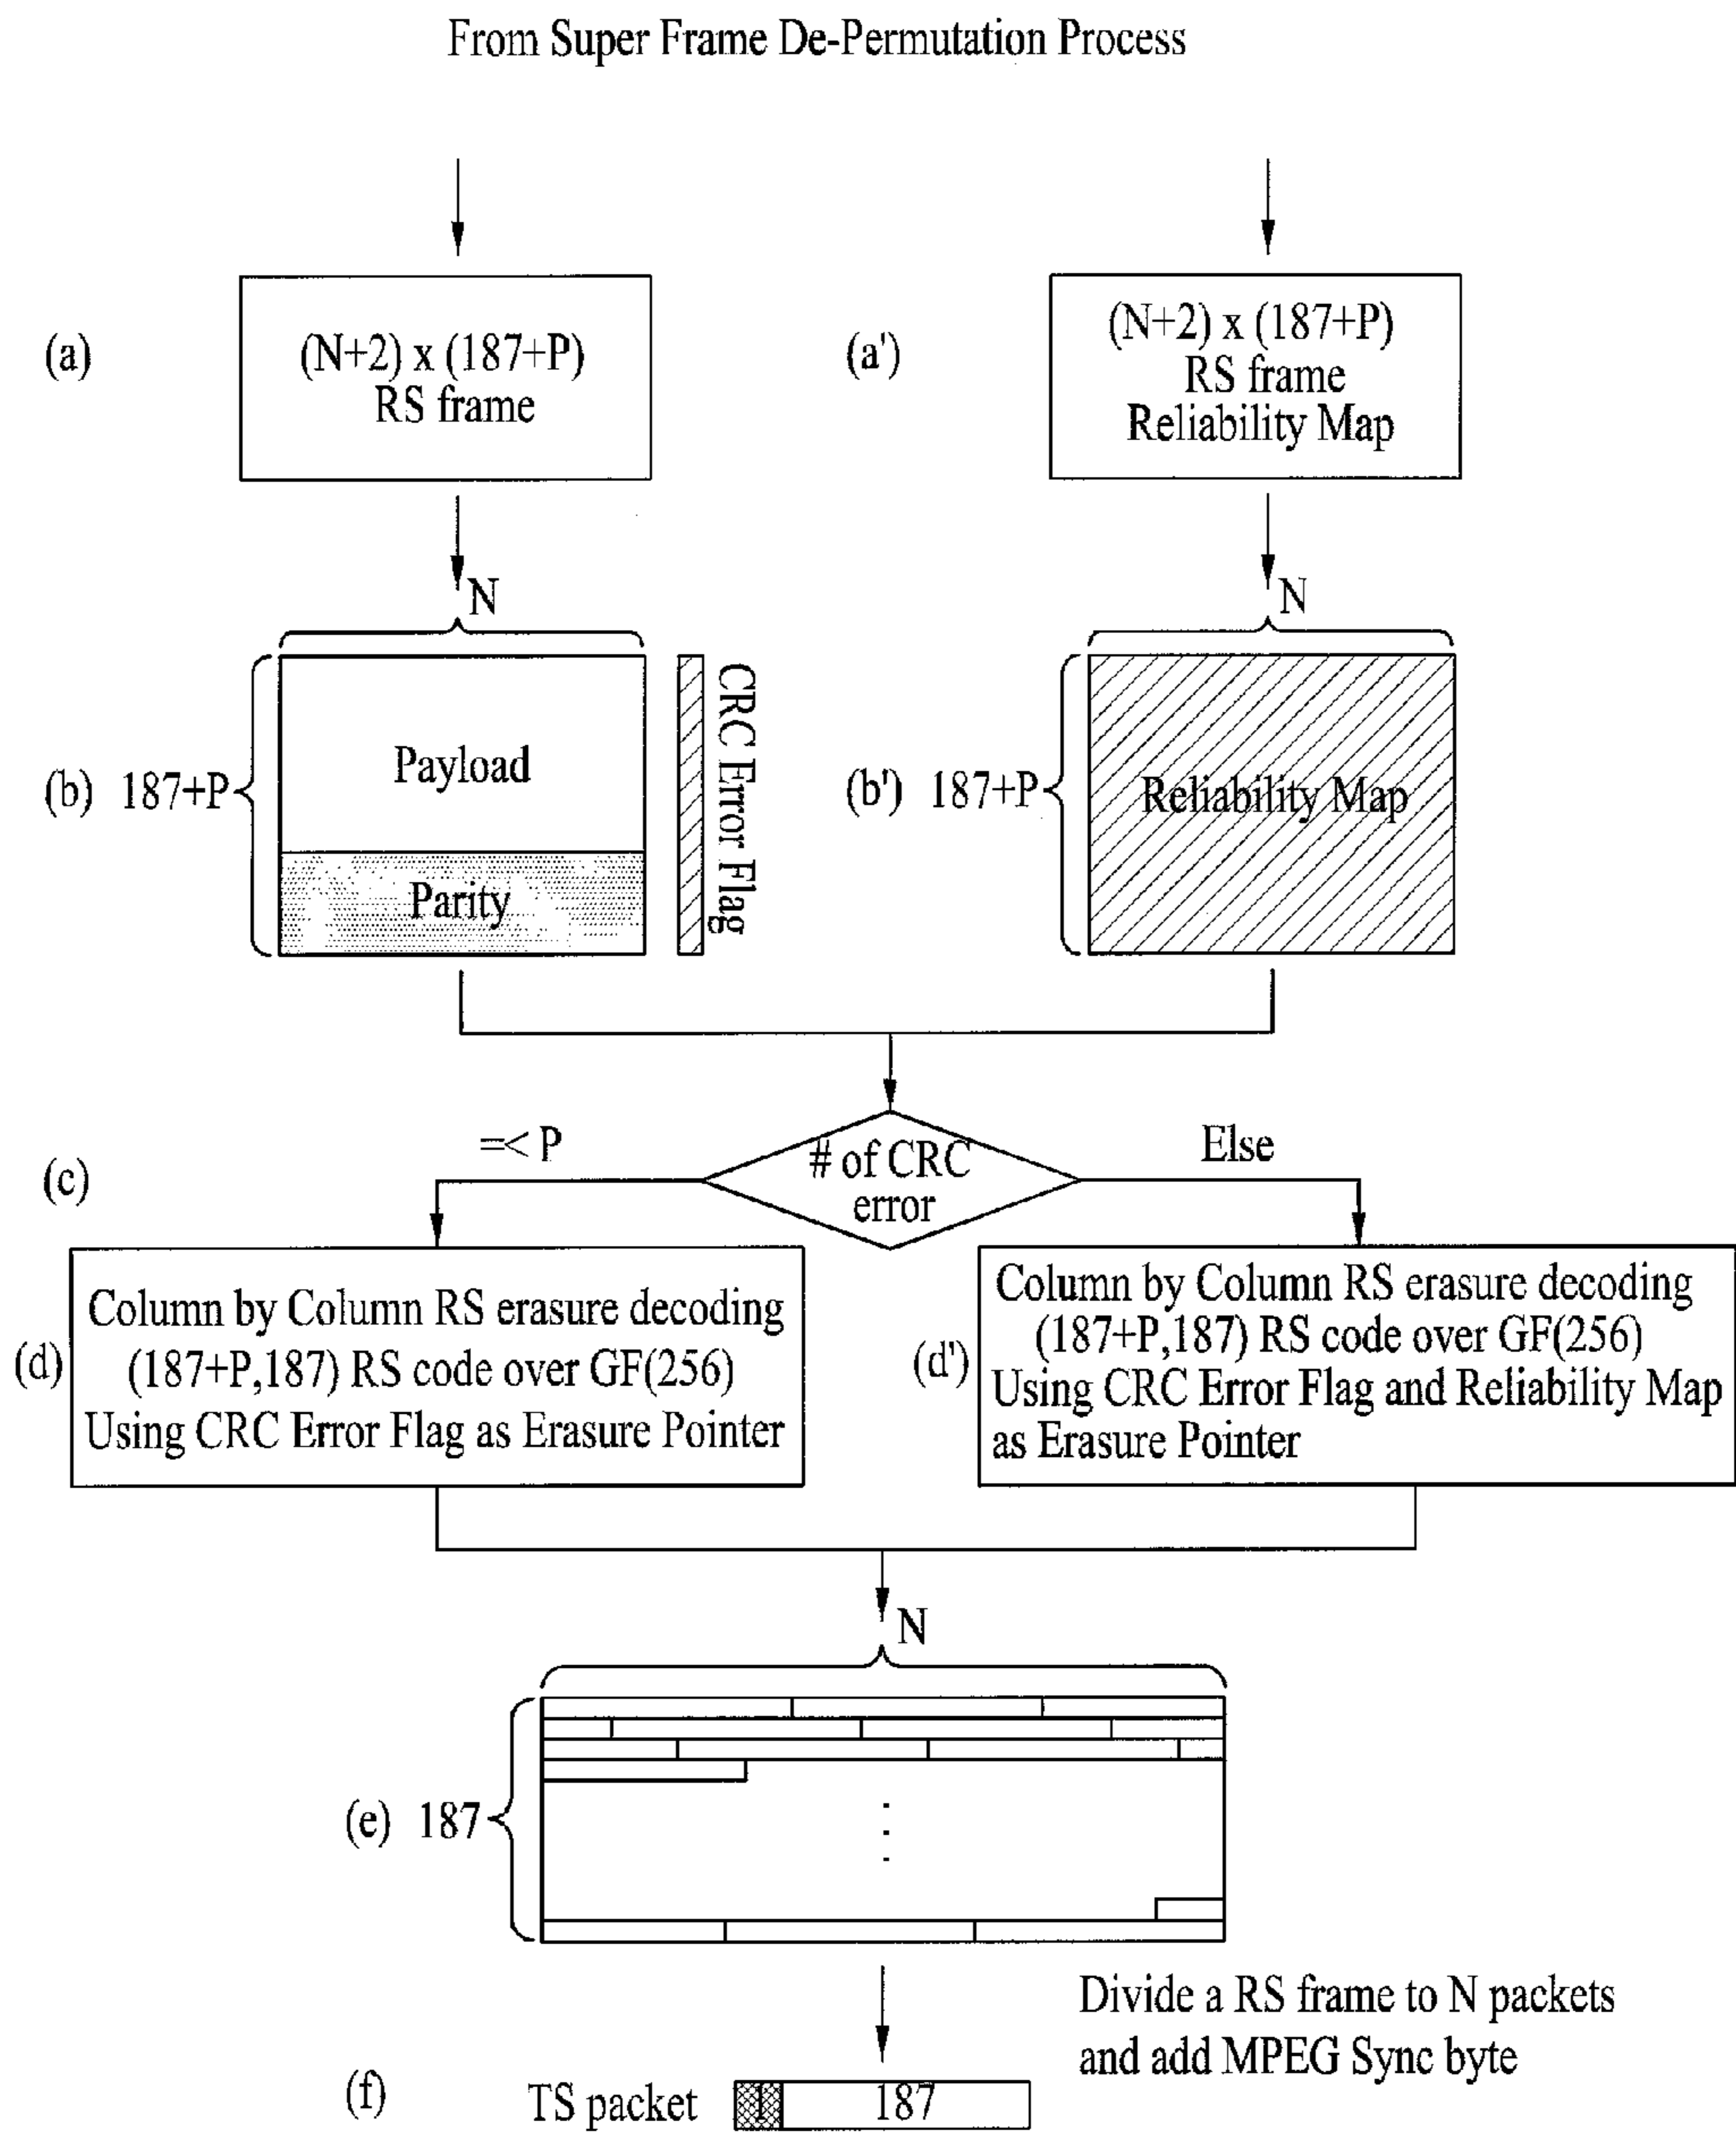 From Super Frame De-Permutation Process
(a)
(N+2) x (187+P)
RS frame
(a')
(N+2) x (187+P)
RS frame
Reliability Map
N
N
(b)
187+P
Payload
Parity
CRC Error Flag
(b')
187+P
Reliability Map
(c)
=< P
# of CRC
error
Else
(d)
Column by Column RS erasure decoding
(187+P,187) RS code over GF(256)
Using CRC Error Flag as Erasure Pointer
(d')
Column by Column RS erasure decoding
(187+P,187) RS code over GF(256)
Using CRC Error Flag and Reliability Map
as Erasure Pointer
N
(e)
187
Divide a RS frame to N packets
and add MPEG Sync byte
(f)
TS packet
1
187